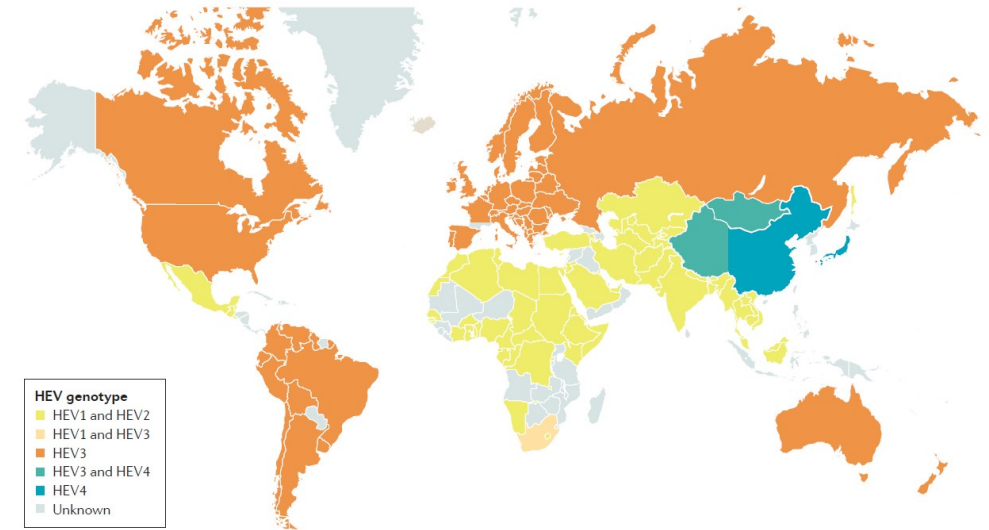 HEV genotype
HEV1 and HEV2
HEV1 and HEV3
HEV3
HEV3 and HEV4
HEV4
Unknown